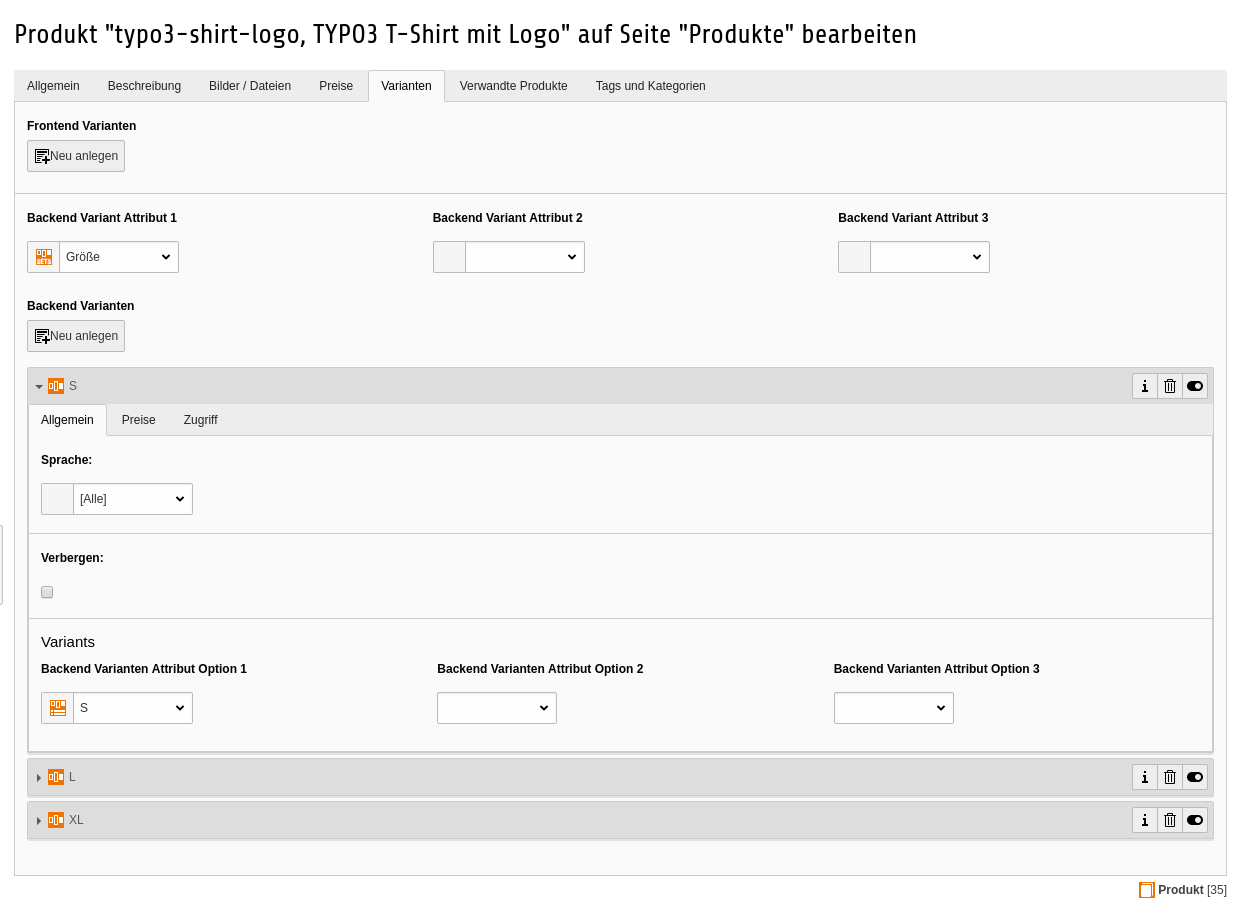 Produkt "typo3-shirt-logo, TYPO3 T-Shirt mit Logo" auf Seite "Produkte" bearbeiten
Allgemein Beschreibung Bilder / Dateien Preise Varianten Verwandte Produkte Tags und Kategorien
Frontend Varianten
Neu anlegen
Backend Variant Attribut 1 Backend Variant Attribut 2 Backend Variant Attribut 3
Größe
Backend Varianten
Neu anlegen
S
Allgemein Preise Zugriff
Sprache:
[Alle]
Verbergen:
Variants
Backend Varianten Attribut Option 1 Backend Varianten Attribut Option 2 Backend Varianten Attribut Option 3
S
L
XL
Produkt [35]